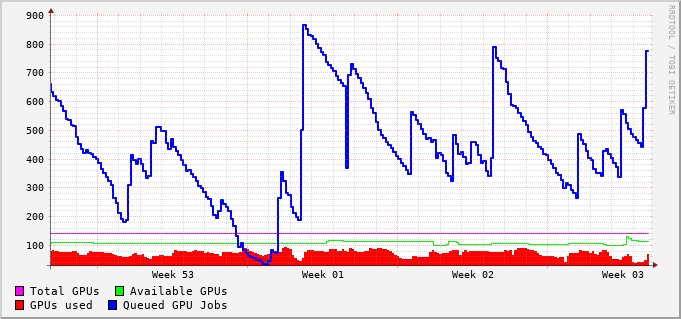 900
800
700
600
500
400
300
200
100
Week 53 Week 01 Week 02 Week 03
Total GPUs Available GPUs
GPUs used Queued GPU Jobs
RRDTOOL / TOBI OETIKER